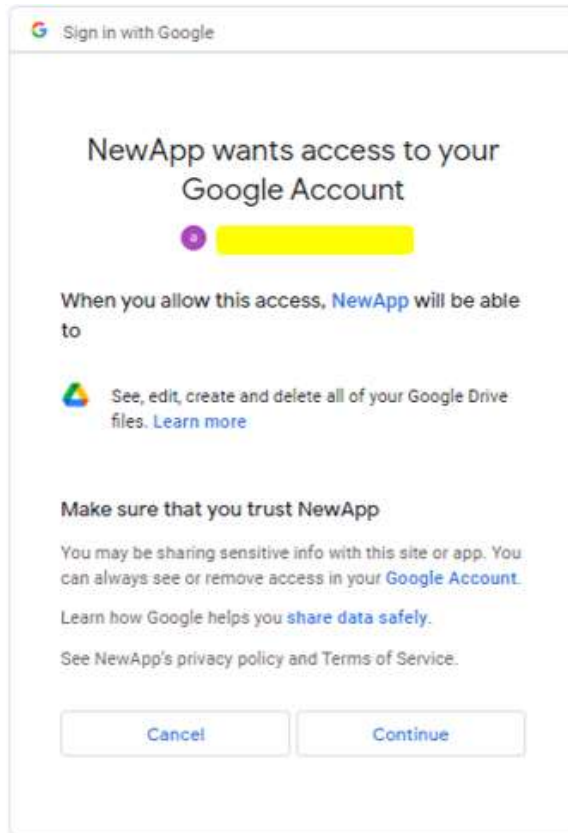 Sign in with Google
NewApp wants access to your
Google Account
a
When you allow this access, NewApp will be able
to
See, edit, create and delete all of your Google Drive
files. Learn more
Make sure that you trust NewApp
You may be sharing sensitive info with this site or app. You
can always see or remove access in your Google Account.
Learn how Google helps you share data safely.
See NewApp's privacy policy and Terms of Service.
Cancel
Continue